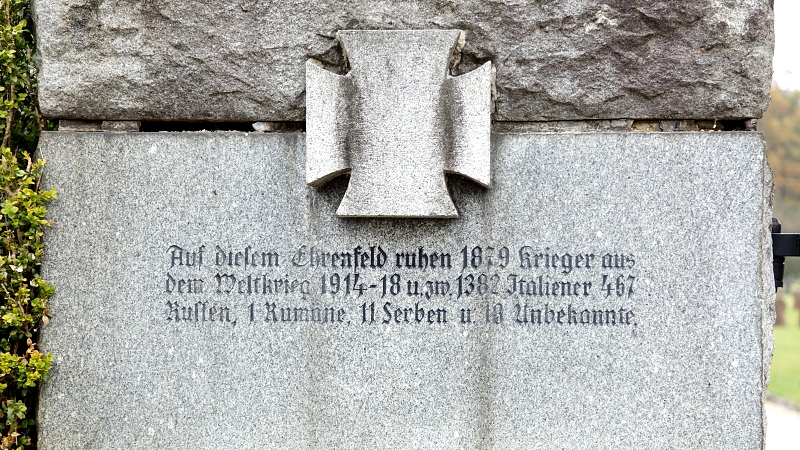 Auf diesem Ehrenfeld ruhen 1879 Krieger aus
dem Weltkrieg 1914-18 u.zw. 1382 Italiener 467
Russen, 1 Rumäne, 11 Serben u. 18 Unbekannte.